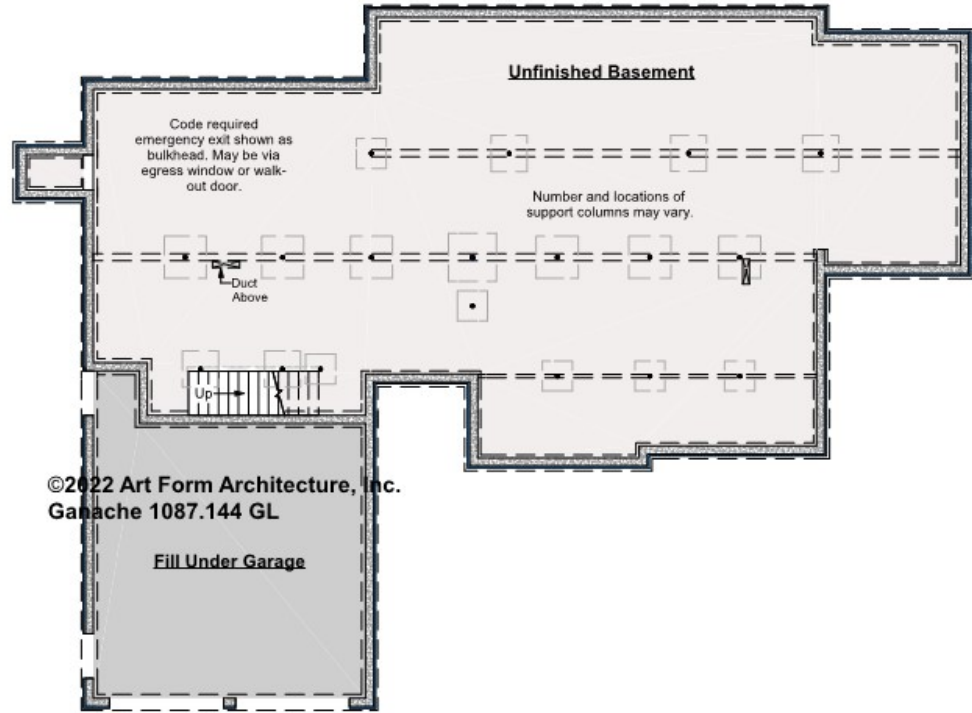 Unfinished Basement
Code required
emergency exit shown as
bulkhead. May be via
egress window or walk-
out door.
Number and locations of
support columns may vary.
Duct
Above
Up
©2022 Art Form Architecture, Inc.
Ganache 1087.144 GL
Fill Under Garage